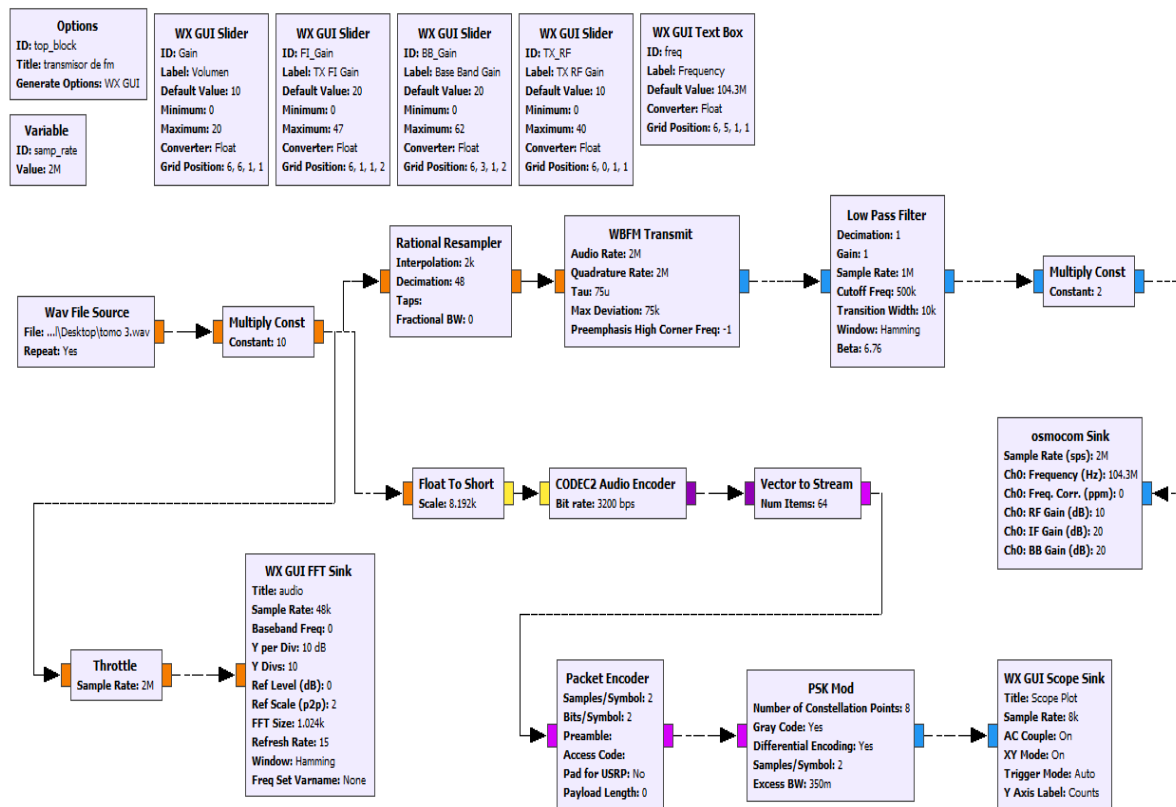 Options
ID: top_block
Title: transmisor de fm
Generate Options: WX GUI
Variable
ID: samp_rate
Value: 2M
WX GUI Slider
ID: Gain
Label: Volumen
Default Value: 10
Minimum: 0
Maximum: 20
Converter: Float
Grid Position: 6, 6, 1, 1
WX GUI Slider
ID: FI_Gain
Label: TX FI Gain
Default Value: 20
Minimum: 0
Maximum: 47
Converter: Float
Grid Position: 6, 1, 1, 2
WX GUI Slider
ID: BB_Gain
Label: Base Band Gain
Default Value: 20
Minimum: 0
Maximum: 62
Converter: Float
Grid Position: 6, 3, 1, 2
WX GUI Slider
ID: TX_RF
Label: TX RF Gain
Default Value: 10
Minimum: 0
Maximum: 40
Converter: Float
Grid Position: 6, 0, 1, 1
WX GUI Text Box
ID: freq
Label: Frequency
Default Value: 104.3M
Converter: Float
Grid Position: 6, 5, 1, 1
Wav File Source
File: ...l\Desktop\tomo 3.wav
Repeat: Yes
Multiply Const
Constant: 10
Rational Resampler
Interpolation: 2k
Decimation: 48
Taps:
Fractional BW: 0
WBFM Transmit
Audio Rate: 2M
Quadrature Rate: 2M
Tau: 75u
Max Deviation: 75k
Preemphasis High Corner Freq: -1
Low Pass Filter
Decimation: 1
Gain: 1
Sample Rate: 1M
Cutoff Freq: 500k
Transition Width: 10k
Window: Hamming
Beta: 6.76
Multiply Const
Constant: 2
Float To Short
Scale: 8.192k
CODEC2 Audio Encoder
Bit rate: 3200 bps
Vector to Stream
Num Items: 64
osmocom Sink
Sample Rate (sps): 2M
Ch0: Frequency (Hz): 104.3M
Ch0: Freq. Corr. (ppm): 0
Ch0: RF Gain (dB): 10
Ch0: IF Gain (dB): 20
Ch0: BB Gain (dB): 20
Throttle
Sample Rate: 2M
WX GUI FFT Sink
Title: audio
Sample Rate: 48k
Baseband Freq: 0
Y per Div: 10 dB
Y Divs: 10
Ref Level (dB): 0
Ref Scale (p2p): 2
FFT Size: 1.024k
Refresh Rate: 15
Window: Hamming
Freq Set Varname: None
Packet Encoder
Samples/Symbol: 2
Bits/Symbol: 2
Preamble:
Access Code:
Pad for USRP: No
Payload Length: 0
PSK Mod
Number of Constellation Points: 8
Gray Code: Yes
Differential Encoding: Yes
Samples/Symbol: 2
Excess BW: 350m
WX GUI Scope Sink
Title: Scope Plot
Sample Rate: 8k
AC Couple: On
XY Mode: On
Trigger Mode: Auto
Y Axis Label: Counts